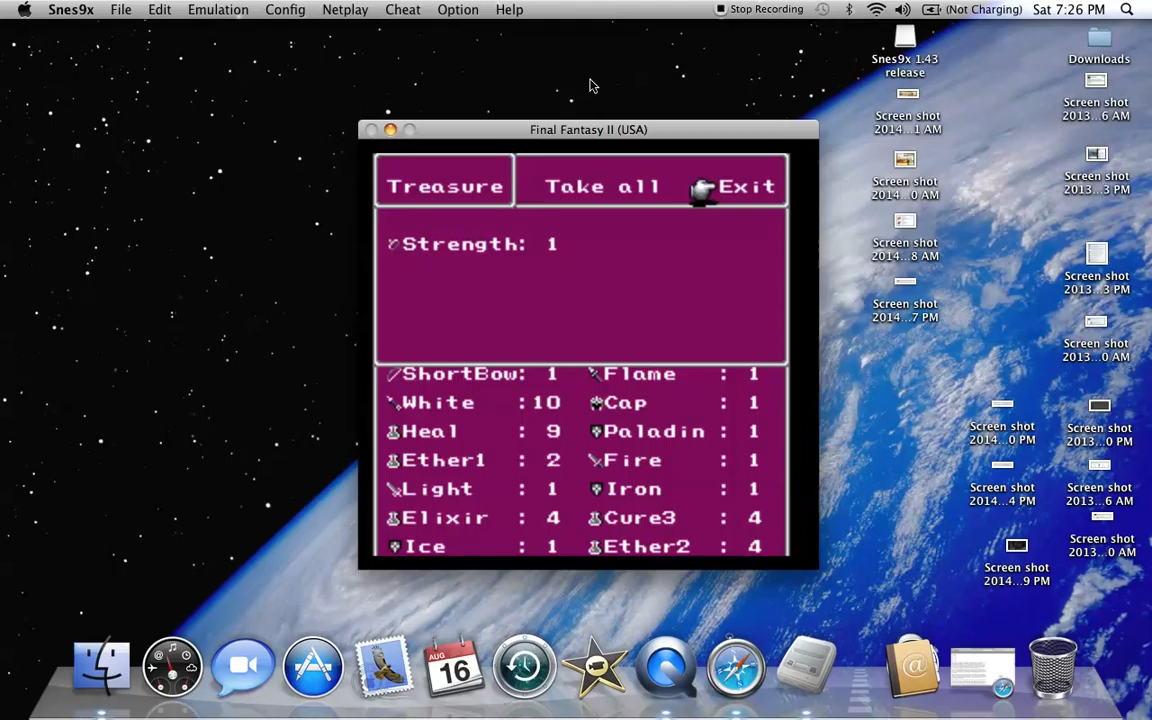 Snes9x File Edit Emulation Config Netplay Cheat Option Help Stop Recording (Not Charging) Sat 7:26 PM
Snes9x 1.43
release
Downloads
Screen shot
2013...6 AM
Screen shot
2014...1 AM
Screen shot
2013...3 PM
Screen shot
2014...0 AM
Screen shot
2014...8 AM
Screen shot
2013...3 PM
Screen shot
2014...7 PM
Screen shot
2013...0 AM
Screen shot
2014...0 PM
Screen shot
2013...0 PM
Screen shot
2014...4 PM
Screen shot
2013...6 AM
Screen shot
2013...0 AM
Screen shot
2014...9 PM
Final Fantasy II (USA)
Treasure Take all Exit
Strength: 1
ShortBow: 1 Flame : 1
White :10 Cap : 1
Heal : 9 Paladin : 1
Ether1 : 2 Fire : 1
Light : 1 Iron : 1
Elixir : 4 Cure3 : 4
Ice : 1 Ether2 : 4
AUG
16